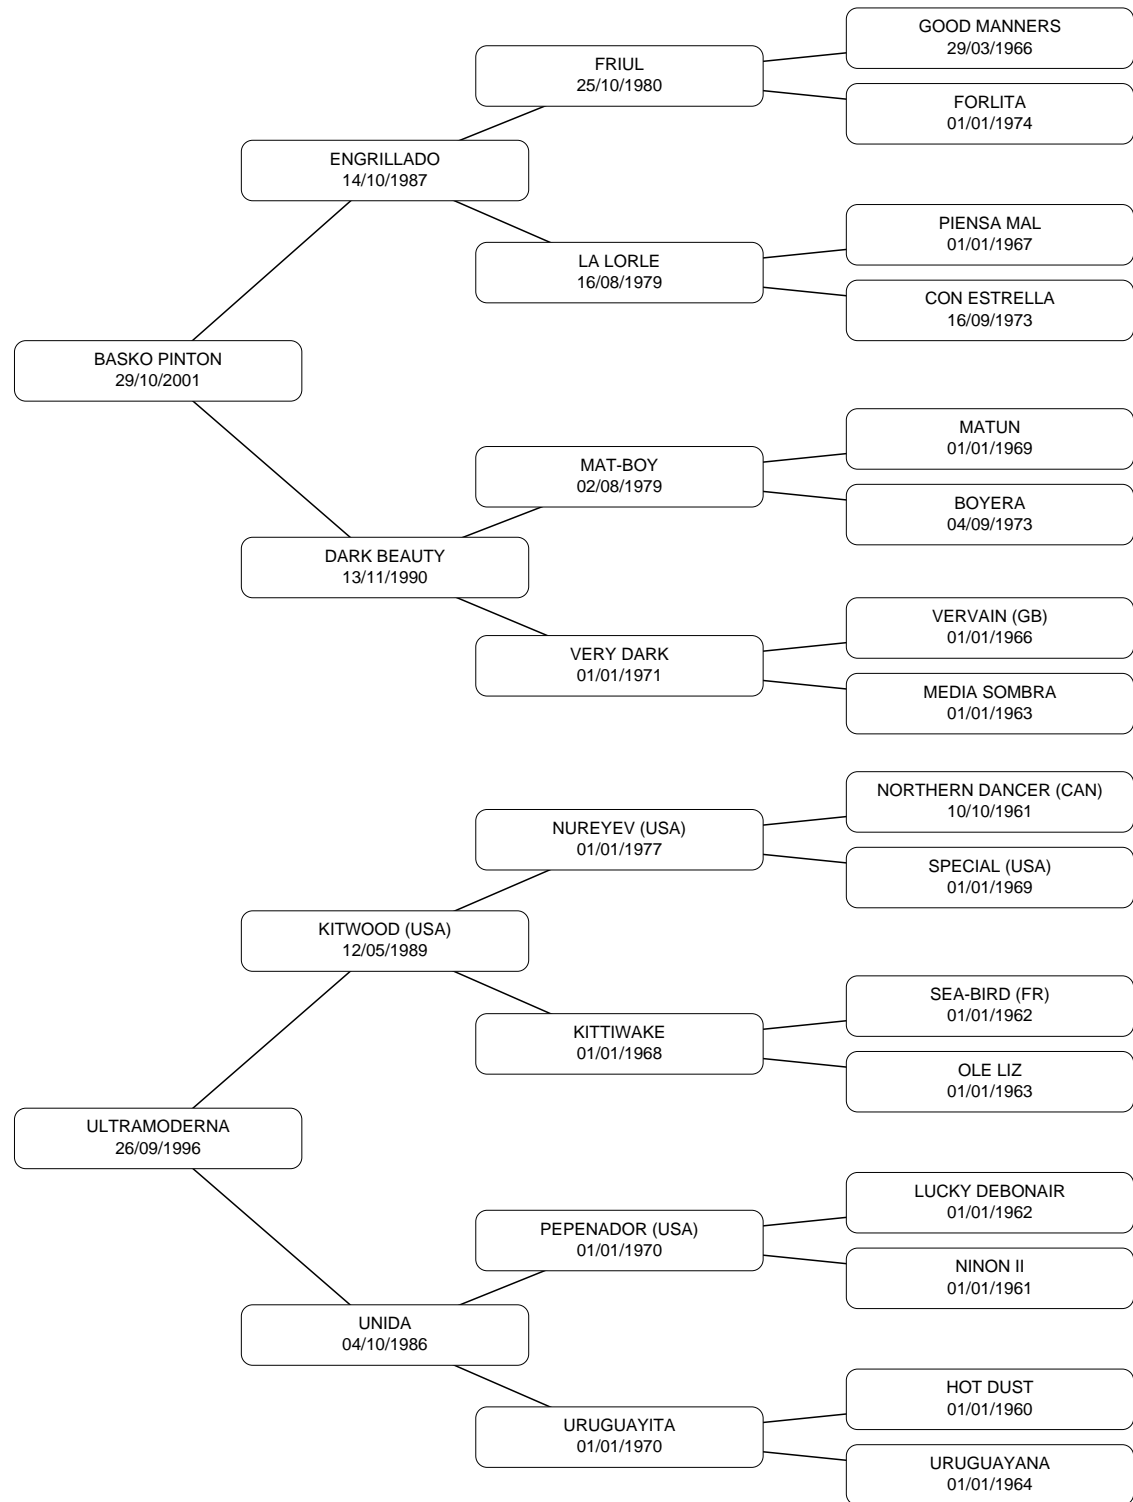 GOOD MANNERS
29/03/1966
FRIUL
25/10/1980
FORLITA
01/01/1974
ENGRILLADO
14/10/1987
PIENSA MAL
01/01/1967
LA LORLE
16/08/1979
CON ESTRELLA
16/09/1973
BASKO PINTON
29/10/2001
MATUN
01/01/1969
MAT-BOY
02/08/1979
BOYERA
04/09/1973
DARK BEAUTY
13/11/1990
VERVAIN (GB)
01/01/1966
VERY DARK
01/01/1971
MEDIA SOMBRA
01/01/1963
NORTHERN DANCER (CAN)
10/10/1961
NUREYEV (USA)
01/01/1977
SPECIAL (USA)
01/01/1969
KITWOOD (USA)
12/05/1989
SEA-BIRD (FR)
01/01/1962
KITTIWAKE
01/01/1968
OLE LIZ
01/01/1963
ULTRAMODERNA
26/09/1996
LUCKY DEBONAIR
01/01/1962
PEPENADOR (USA)
01/01/1970
NINON II
01/01/1961
UNIDA
04/10/1986
HOT DUST
01/01/1960
URUGUAYITA
01/01/1970
URUGUAYANA
01/01/1964